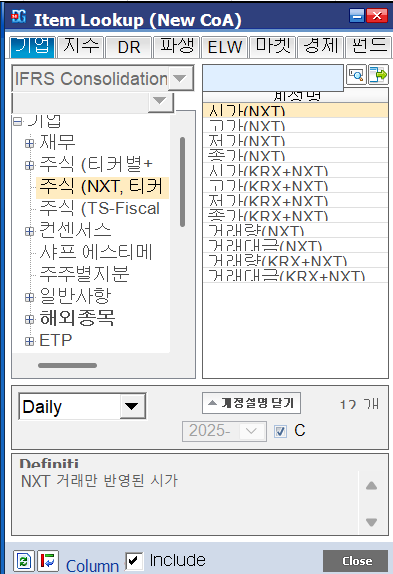 Item Lookup (New CoA)
기업 지수 DR 파생 ELW 마켓 경제 펀드
IFRS Consolidation
계정명
기업
재무
주식 (티커별+
주식 (NXT, 티커
주식 (TS-Fiscal
컨센서스
샤프 에스티메
주주별지분
일반사항
해외종목
ETP
시가(NXT)
고가(NXT)
저가(NXT)
종가(NXT)
시가(KRX+NXT)
고가(KRX+NXT)
저가(KRX+NXT)
종가(KRX+NXT)
거래량(NXT)
거래대금(NXT)
거래량(KRX+NXT)
거래대금(KRX+NXT)
Daily
계정설명 닫기
12 개
2025-
C
Definiti
NXT 거래만 반영된 시가
Column Include
Close